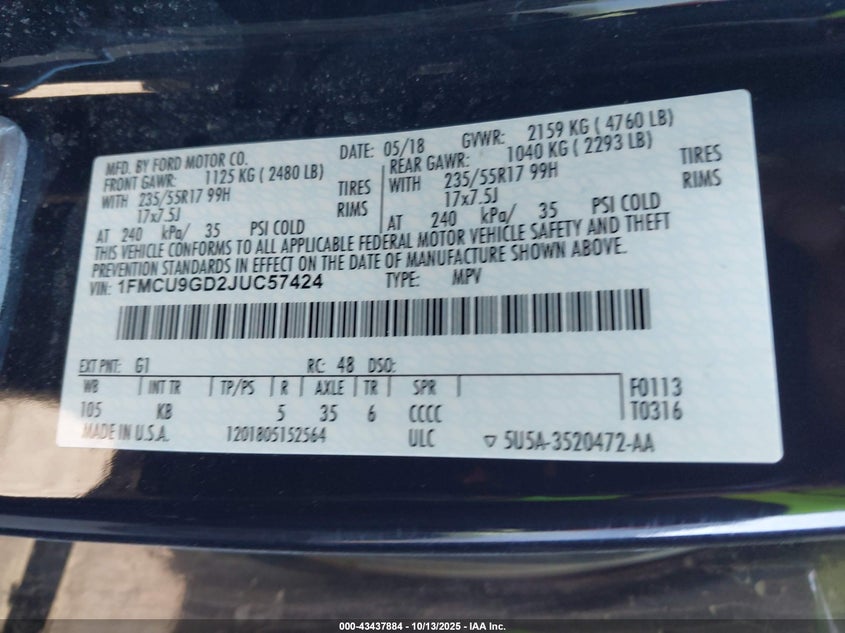 MFD. BY FORD MOTOR CO. DATE: 05/18 GVWR: 2159 KG ( 4760 LB)
FRONT GAWR: 1125 KG ( 2480 LB) REAR GAWR: 1040 KG ( 2293 LB)
WITH 235/55R17 99H TIRES WITH 235/55R17 99H TIRES
17x7.5J RIMS 17x7.5J RIMS
AT 240 kPa/ 35 PSI COLD AT 240 kPa/ 35 PSI COLD
THIS VEHICLE CONFORMS TO ALL APPLICABLE FEDERAL MOTOR VEHICLE SAFETY AND THEFT
PREVENTION STANDARDS IN EFFECT ON THE DATE OF MANUFACTURE SHOWN ABOVE.
VIN: 1FMCU9GD2JUC57424 TYPE: MPV
EXT PNT: G1 RC: 48 DSO:
WB INT TR TP/PS R AXLE TR SPR F0113
105 KB 5 35 6 CCCC T0316
MADE IN U.S.A. 1201805152564 ULC 5U5A-3520472-AA
000-43437884 | 10/13/2025 - IAA Inc.